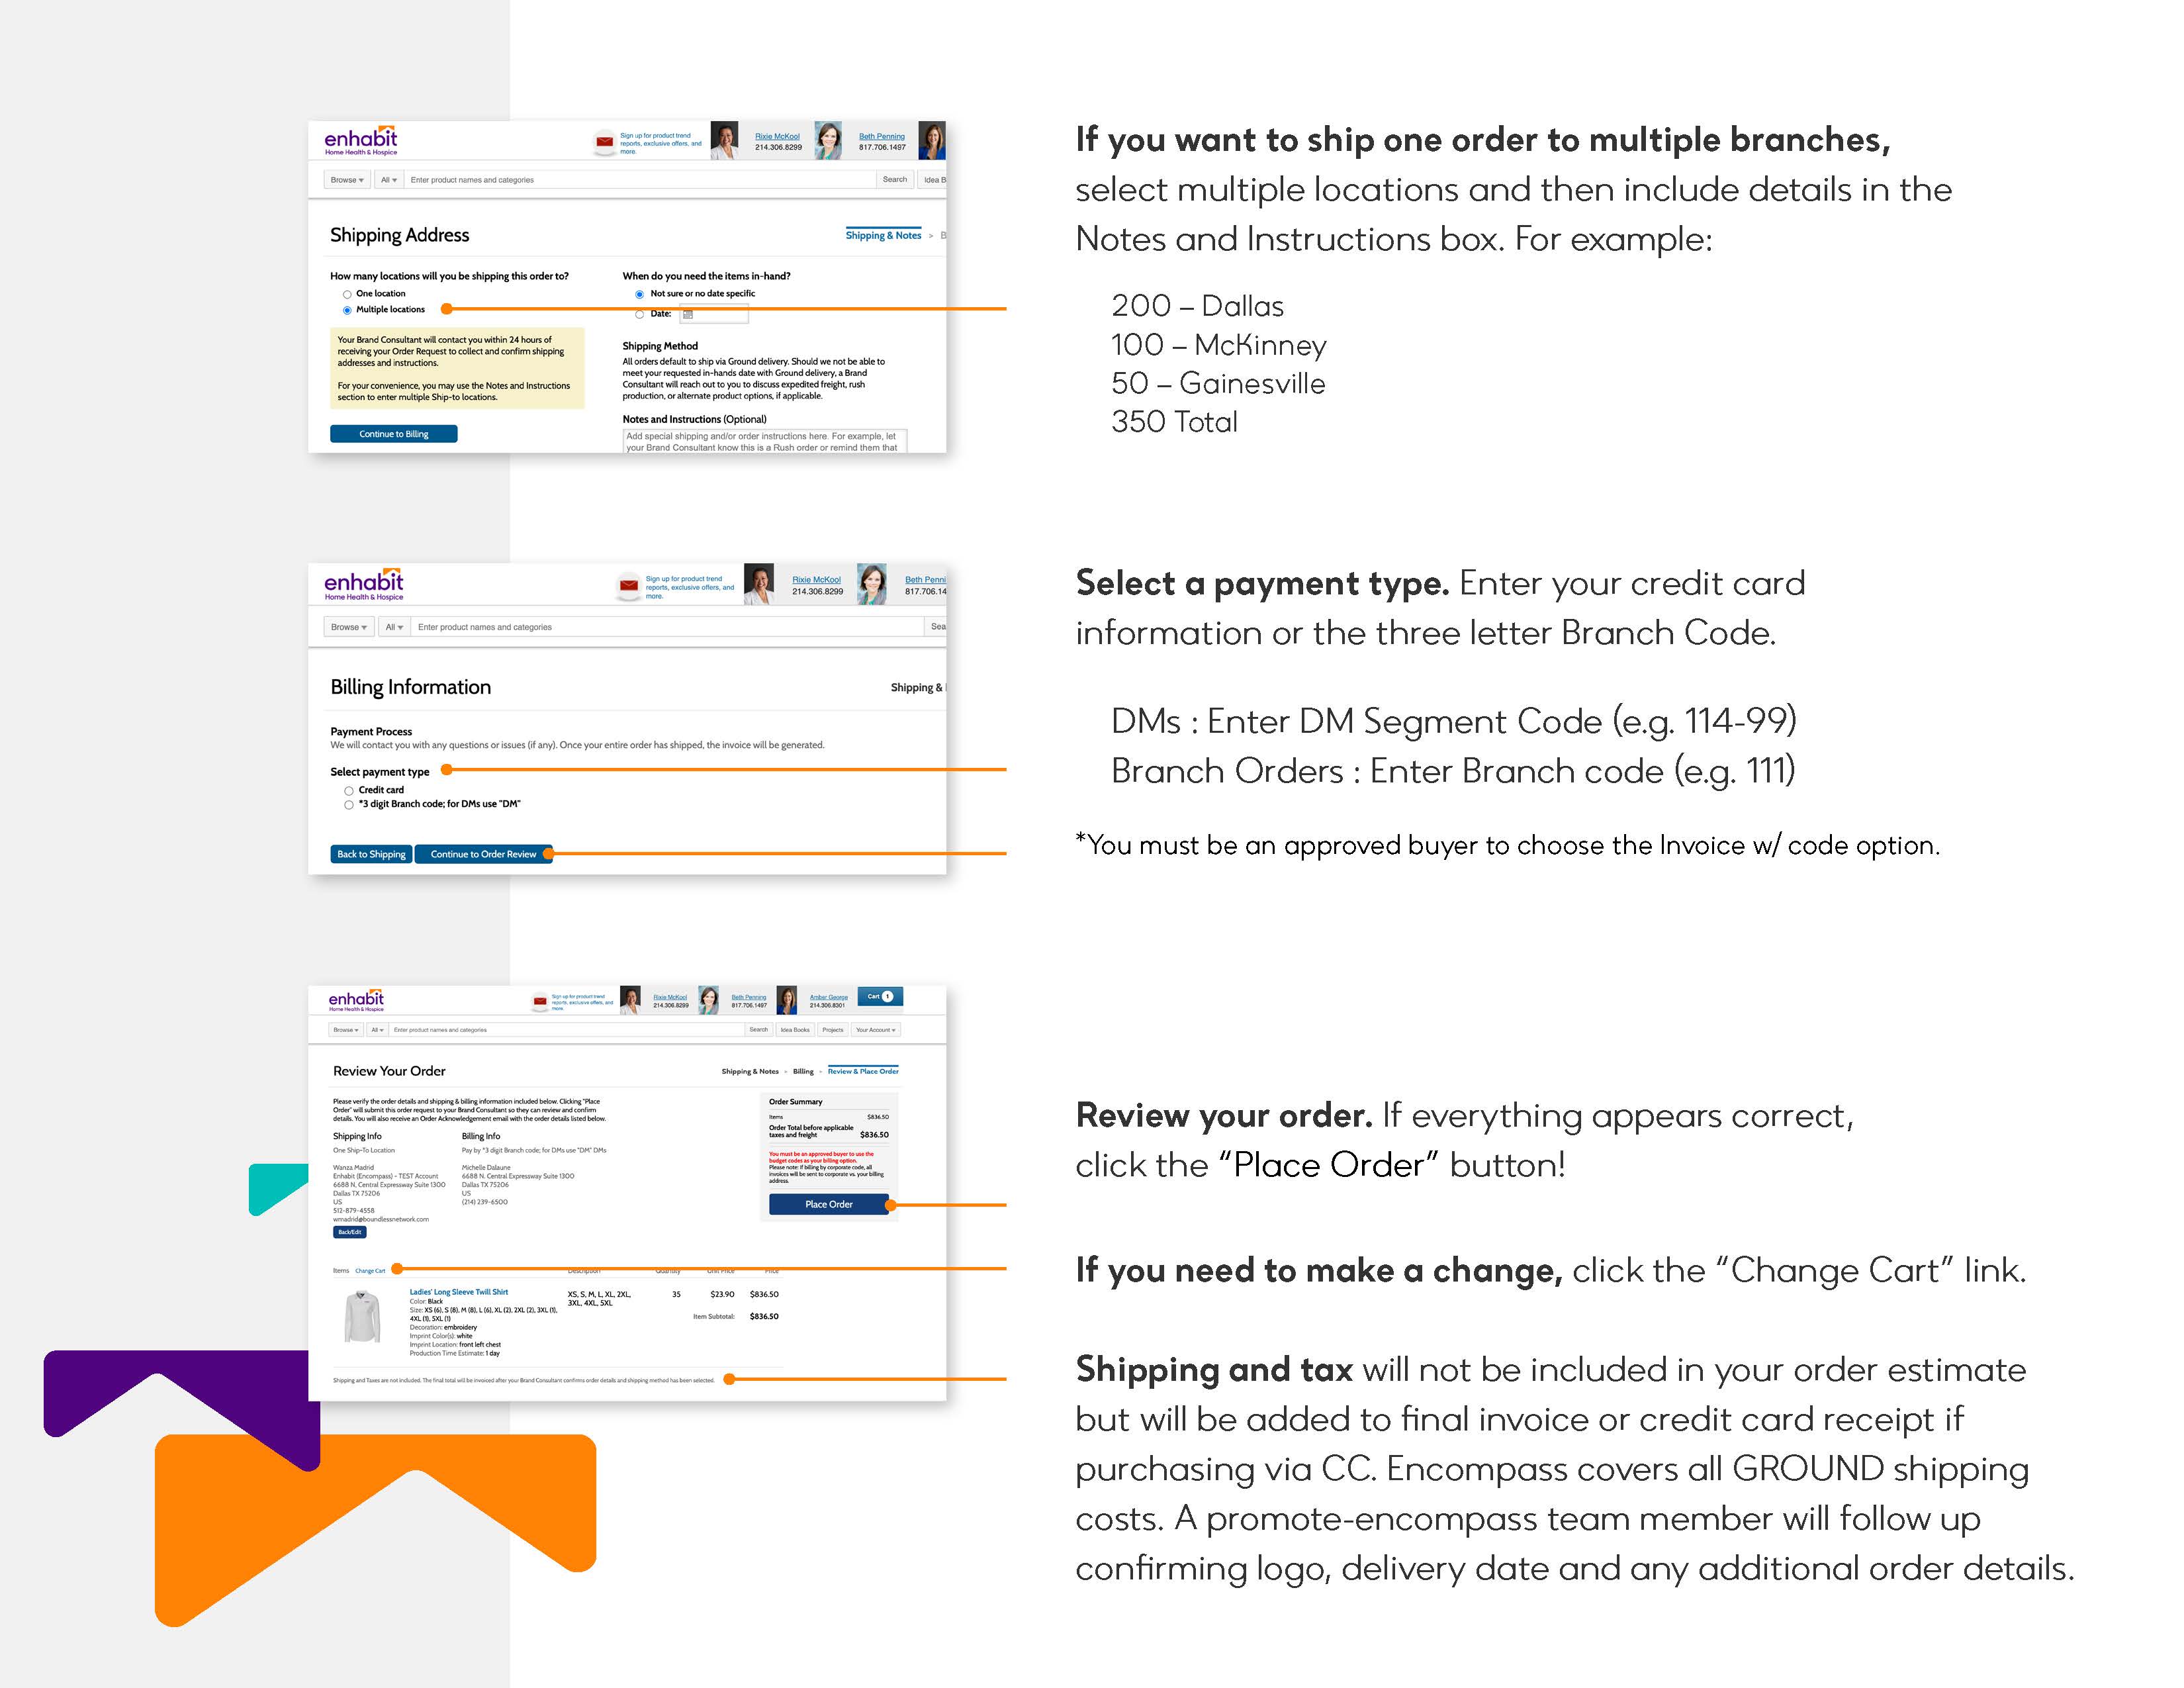 enhabit
Home Health & Hospice
Sign up for product trend
reports, exclusive offers, and
more.
Rixie McKool
214.306.8299
Beth Penning
817.706.1497
Browse
All
Enter product names and categories
Search
Idea B
Shipping Address
Shipping & Notes > B
How many locations will you be shipping this order to?
One location
Multiple locations
Your Brand Consultant will contact you within 24 hours of
receiving your Order Request to collect and confirm shipping
addresses and instructions.
For your convenience, you may use the Notes and Instructions
section to enter multiple Ship-to locations.
Continue to Billing
When do you need the items in-hand?
Not sure or no date specific
Date:
Shipping Method
All orders default to ship via Ground delivery. Should we not be able to
meet your requested in-hands date with Ground delivery, a Brand
Consultant will reach out to you to discuss expedited freight, rush
production, or alternate product options, if applicable.
Notes and Instructions (Optional)
Add special shipping and/or order instructions here. For example, let
your Brand Consultant know this is a Rush order or remind them that
If you want to ship one order to multiple branches,
select multiple locations and then include details in the
Notes and Instructions box. For example:
200 – Dallas
100 – McKinney
50 – Gainesville
350 Total
enhabit
Home Health & Hospice
Sign up for product trend
reports, exclusive offers, and
more.
Rixie McKool
214.306.8299
Beth Penni
817.706.14
Browse
All
Enter product names and categories
Sea
Billing Information
Shipping &
Payment Process
We will contact you with any questions or issues (if any). Once your entire order has shipped, the invoice will be generated.
Select payment type
Credit card
*3 digit Branch code; for DMs use "DM"
Back to Shipping
Continue to Order Review
Select a payment type. Enter your credit card
information or the three letter Branch Code.
DMs : Enter DM Segment Code (e.g. 114-99)
Branch Orders : Enter Branch code (e.g. 111)
*You must be an approved buyer to choose the Invoice w/ code option.
enhabit
Home Health & Hospice
Sign up for product trend
reports, exclusive offers, and
more.
Rixie McKool
214.306.8299
Beth Penning
817.706.1497
Amber George
214.306.8301
Cart 1
Browse
All
Enter product names and categories
Search
Idea Books
Projects
Your Account
Review Your Order
Shipping & Notes > Billing > Review & Place Order
Please verify the order details and shipping & billing information included below. Clicking "Place
Order" will submit this order request to your Brand Consultant so they can review and confirm
details. You will also receive an Order Acknowledgement email with the order details listed below.
Shipping Info
One Ship-To Location
Wanza Madrid
Enhabit (Encompass) - TEST Account
6688 N. Central Expressway Suite 1300
Dallas TX 75206
US
512-879-4558
wmadrid@boundlessnetwork.com
Back/Edit
Billing Info
Pay by *3 digit Branch code; for DMs use "DM" DMs
Michelle Dalaune
6688 N. Central Expressway Suite 1300
Dallas TX 75206
US
(214) 239-6500
Order Summary
Items $836.50
Order Total before applicable
taxes and freight $836.50
You must be an approved buyer to use the
budget codes as your billing option.
Please note: If billing by corporate code, all
invoices will be sent to corporate vs. your billing
address.
Place Order
Items Change Cart
Description Quantity Unit Price Price
Ladies' Long Sleeve Twill Shirt
Color: Black
Size: XS (6), S (8), M (8), L (6), XL (2), 2XL (2), 3XL (1),
4XL (1), 5XL (1)
Decoration: embroidery
Imprint Color(s): white
Imprint Location: front left chest
Production Time Estimate: 1 day
XS, S, M, L, XL, 2XL,
3XL, 4XL, 5XL
35 $23.90 $836.50
Item Subtotal: $836.50
Shipping and Taxes are not included. The final total will be invoiced after your Brand Consultant confirms order details and shipping method has been selected.
Review your order. If everything appears correct,
click the “Place Order” button!
If you need to make a change, click the “Change Cart” link.
Shipping and tax will not be included in your order estimate
but will be added to final invoice or credit card receipt if
purchasing via CC. Encompass covers all GROUND shipping
costs. A promote-encompass team member will follow up
confirming logo, delivery date and any additional order details.